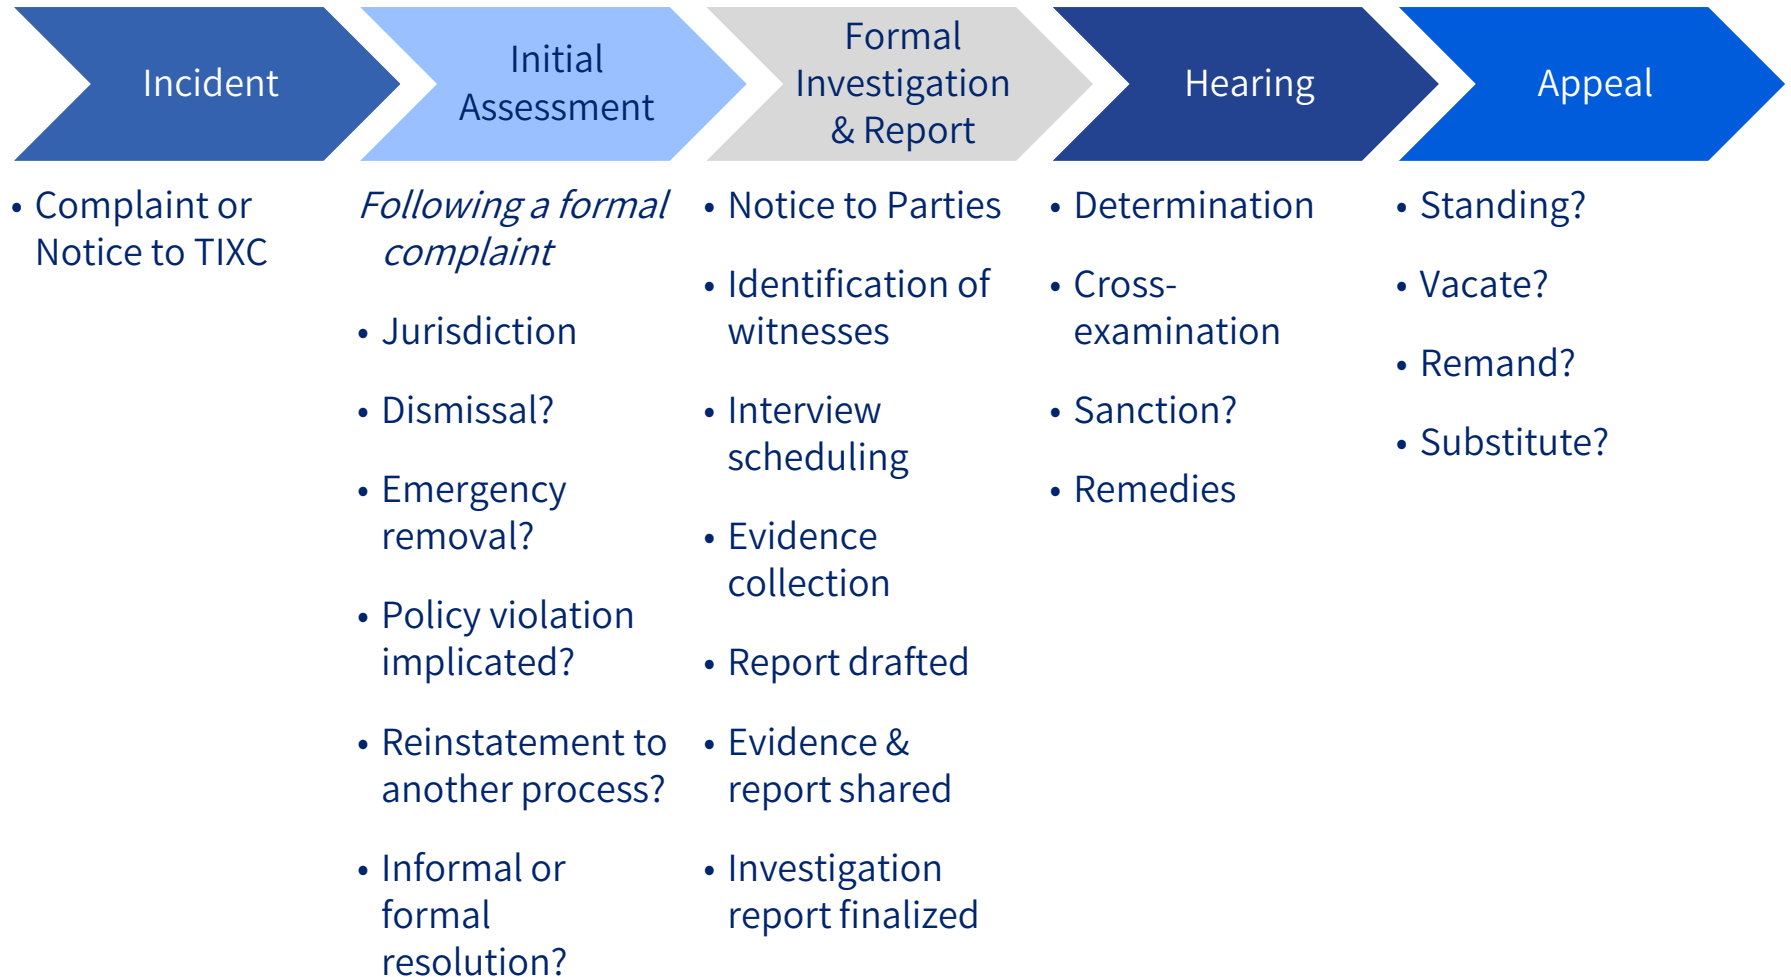 Incident
Initial
Assessment
Formal
Investigation
& Report
Hearing
Appeal
• Complaint or
Notice to TIXC
Following a formal
complaint
• Jurisdiction
• Dismissal?
• Emergency
removal?
• Policy violation
implicated?
• Reinstatement to
another process?
• Informal or
formal
resolution?
• Notice to Parties
• Identification of
witnesses
• Interview
scheduling
• Evidence
collection
• Report drafted
• Evidence &
report shared
• Investigation
report finalized
• Determination
• Cross-
examination
• Sanction?
• Remedies
• Standing?
• Vacate?
• Remand?
• Substitute?